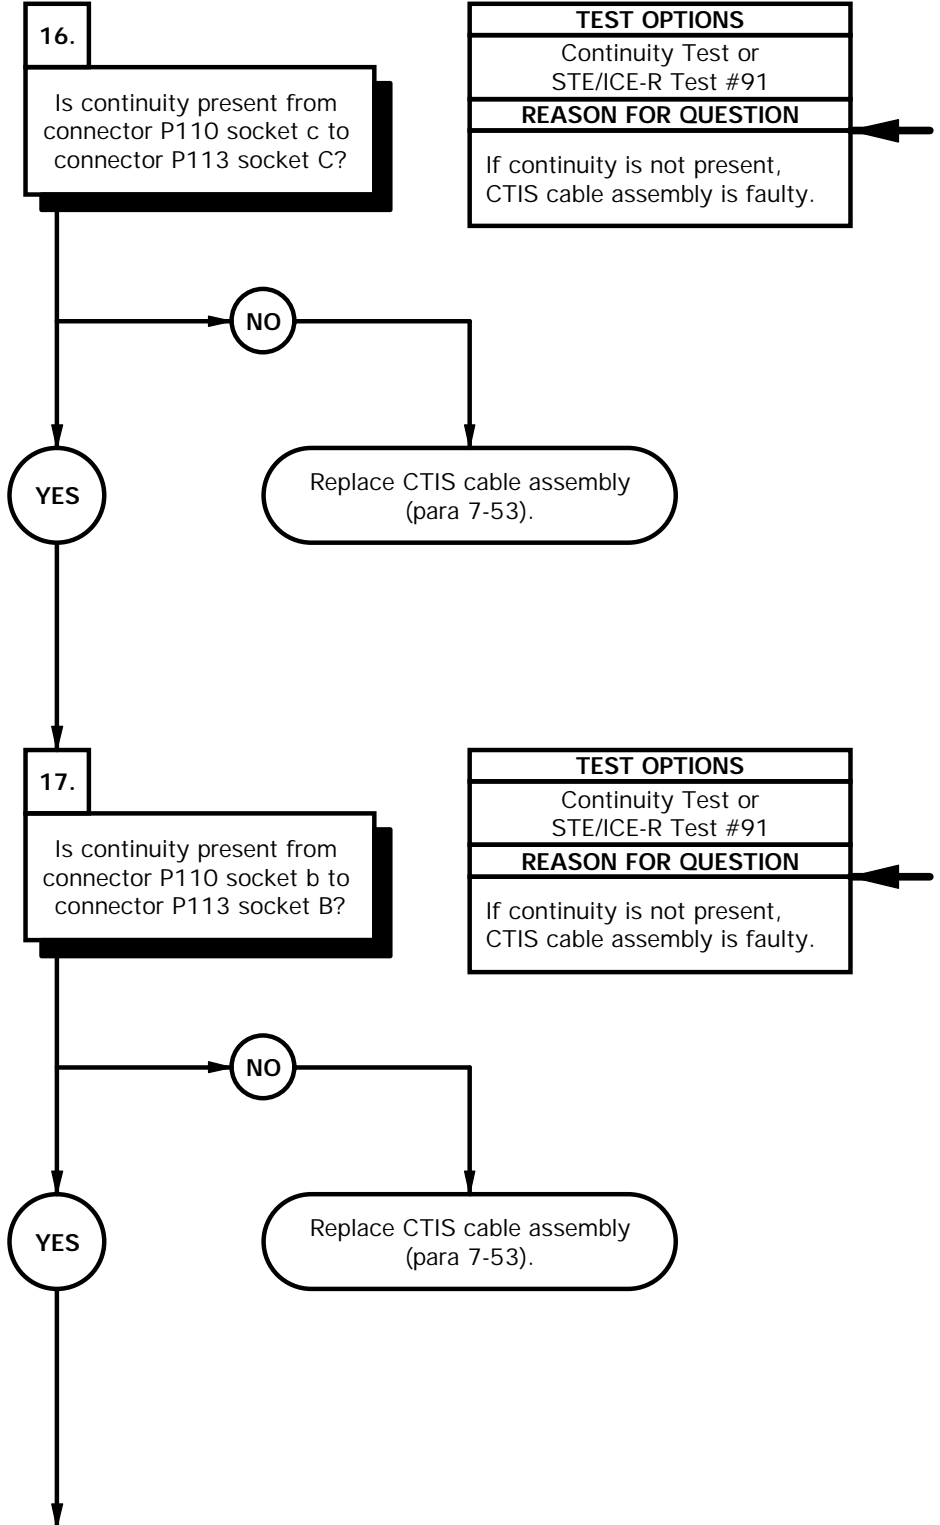 16.
Is continuity present from
connector P110 socket c to
connector P113 socket C?
TEST OPTIONS
Continuity Test or
STE/ICE-R Test #91
REASON FOR QUESTION
If continuity is not present,
CTIS cable assembly is faulty.
NO
YES
Replace CTIS cable assembly
(para 7-53).
17.
Is continuity present from
connector P110 socket b to
connector P113 socket B?
TEST OPTIONS
Continuity Test or
STE/ICE-R Test #91
REASON FOR QUESTION
If continuity is not present,
CTIS cable assembly is faulty.
NO
YES
Replace CTIS cable assembly
(para 7-53).